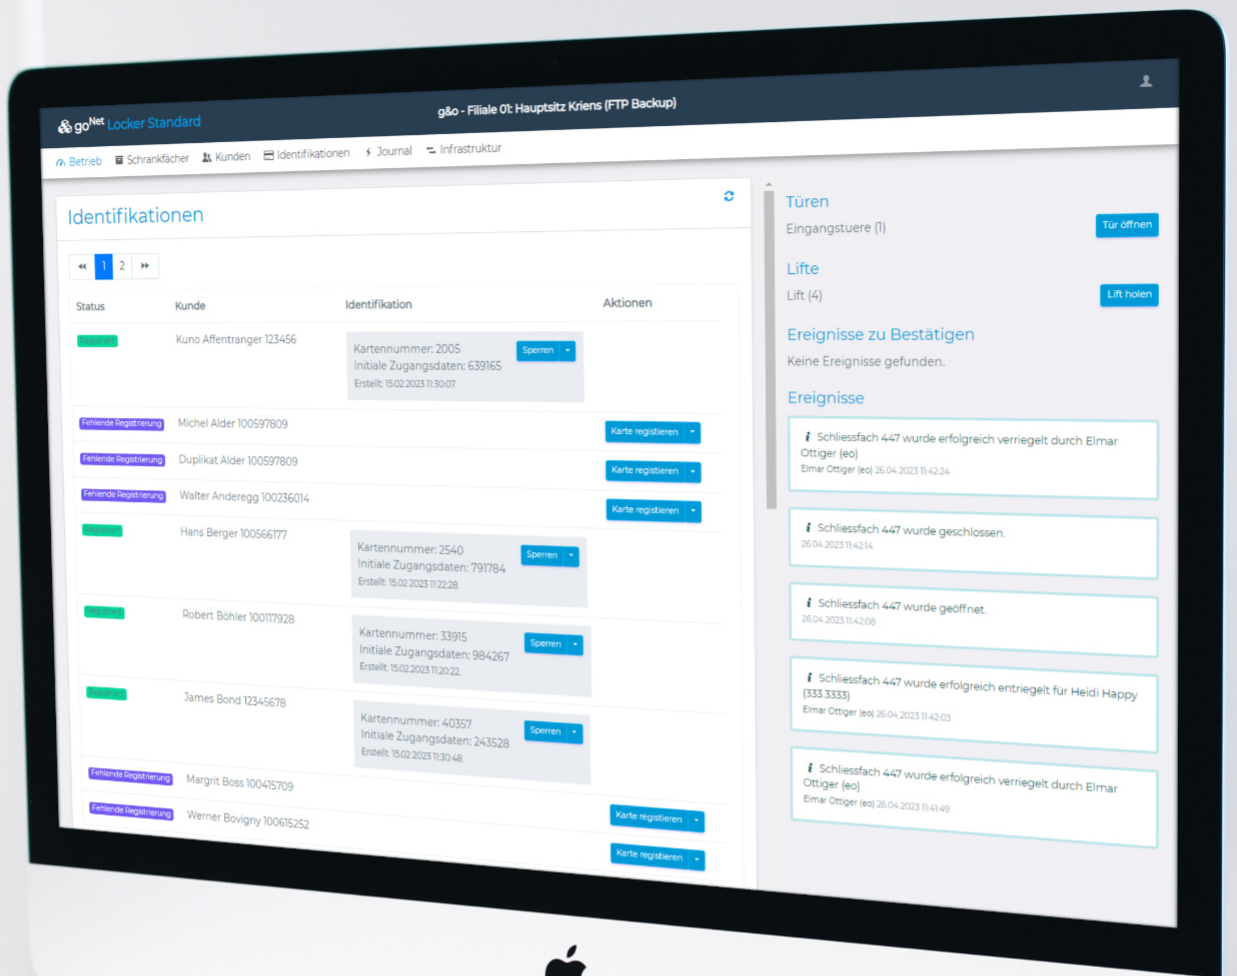 goNet Locker Standard
g&o - Filiale 01: Hauptsitz Kriens (FTP Backup)
Betrieb Schrankfächer Kunden Identifikationen Journal Infrastruktur
Identifikationen
1 2
Status Kunde Identifikation Aktionen
Registriert Kuno Affentranger 123456
Kartennummer: 2005 Sperren
Initiale Zugangsdaten: 639165
Erstellt: 15.02.2023 11:30:07.
Fehlende Registrierung Michel Alder 100597809 Karte registieren
Fehlende Registrierung Duplikat Alder 100597809 Karte registieren
Fehlende Registrierung Walter Anderegg 100236014 Karte registieren
Registriert Hans Berger 100566177
Kartennummer: 2540 Sperren
Initiale Zugangsdaten: 791784
Erstellt: 15.02.2023 11:22:28.
Registriert Robert Böhler 100117928
Kartennummer: 33915 Sperren
Initiale Zugangsdaten: 984267
Erstellt: 15.02.2023 11:20:22.
Registriert James Bond 12345678
Kartennummer: 40357 Sperren
Initiale Zugangsdaten: 243528
Erstellt: 15.02.2023 11:30:48.
Fehlende Registrierung Margrit Boss 100415709 Karte registieren
Fehlende Registrierung Werner Bovigny 100615252 Karte registieren
Türen
Eingangstuere (1) Tür öffnen
Lifte
Lift (4) Lift holen
Ereignisse zu Bestätigen
Keine Ereignisse gefunden.
Ereignisse
Schliessfach 447 wurde erfolgreich verriegelt durch Elmar
Ottiger (eo)
Elmar Ottiger (eo) 26.04.2023 11:42:24
Schliessfach 447 wurde geschlossen.
26.04.2023 11:42:14
Schliessfach 447 wurde geöffnet.
26.04.2023 11:42:08
Schliessfach 447 wurde erfolgreich entriegelt für Heidi Happy
(333.3333)
Elmar Ottiger (eo) 26.04.2023 11:42:03
Schliessfach 447 wurde erfolgreich verriegelt durch Elmar
Ottiger (eo)
Elmar Ottiger (eo) 26.04.2023 11:41:49